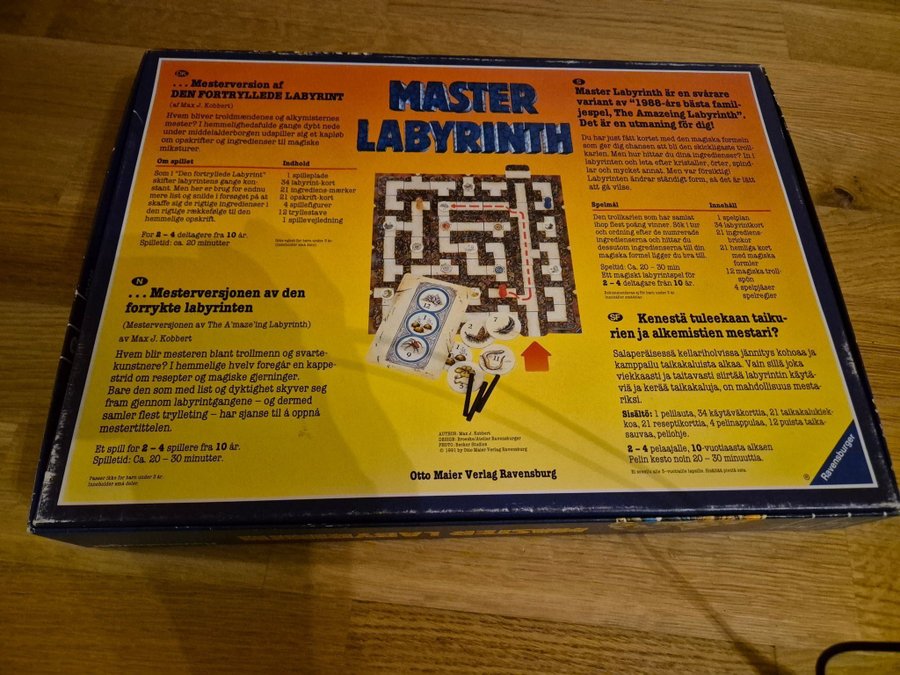 DK
. . . Mesterversion af
DEN FORTRYLLEDE LABYRINT
(af Max J. Kobbert)
Hvem bliver troldmændenes og alkymisternes
mester? I hemmelighedsfulde gange dybt nede
under middelalderborgen udspiller sig et kapløb
om opskrifter og ingredienser til magiske
miksturer.
Om spillet
Som i "Den fortryllede Labyrint"
skifter labyrintens gange kon-
stant. Men her er brug for endnu
mere list og snilde i forsøget på at
skaffe sig de rigtige ingredienser i
den rigtige rækkefølge til den
hemmelige opskrift.
Indhold
1 spilleplade
34 labyrint-kort
21 ingrediens-mærker
21 opskrift-kort
4 spillefigurer
12 tryllestave
1 spillevejledning
For 2 – 4 deltagere fra 10 år.
Spilletid: ca. 20 minutter
N
. . . Mesterversjonen av den
forrykte labyrinten
(Mesterversjonen av The A'maze'ing Labyrinth)
av Max J. Kobbert
Hvem blir mesteren blant trollmenn og svarte-
kunstnere? I hemmelige hvelv foregår en kappe-
strid om resepter og magiske gjerninger.
Bare den som med list og dyktighet skyver seg
fram gjennom labyrintgangene – og dermed
samler flest trylleting – har sjanse til å oppnå
mestertittelen.
Et spill for 2 – 4 spillere fra 10 år.
Spilletid: Ca. 20 – 30 minutter.
Passer ikke for barn under 3 år.
Inneholder små deler.
MASTER
LABYRINTH
12
AUTHOR: Max J. Kobbert
DESIGN: Broeske/Atelier Ravensburger
PHOTO: Becker Studios
© 1991 by Otto Maier Verlag Ravensburg
Otto Maier Verlag Ravensburg
S
Master Labyrinth är en svårare
variant av "1988-års bästa famil-
jespel, The Amazeing Labyrinth".
Det är en utmaning för dig!
Du har just fått kortet med den magiska formeln
som ger dig chansen att bli den skickligaste troll-
karlen. Men hur hittar du dina ingredienser? In i
labyrinten och leta efter kristaller, örter, spind-
lar och mycket annat. Men var försiktig!
Labyrinten ändrar ständigt form, så det är lätt
att gå vilse.
Spelmål
Den trollkarlen som har samlat
ihop flest poäng vinner. Sök i tur
och ordning efter de numrerade
ingredienserna och hittar du
dessutom ingredienserna till din
magiska formel ligger du bra till.
Speltid: Ca. 20 – 30 min
Ett magiskt labyrintspel för
2 – 4 deltagare från 10 år.
Innehåll
1 spelplan
34 labyrintkort
21 ingrediens-
brickor
21 hemliga kort
med magiska
formler
12 magiska troll-
spön
4 spelpjäser
spelregler
SF
Kenestä tuleekaan taiku-
rien ja alkemistien mestari?
Salaperäisessä kellariholvissa jännitys kohoaa ja
kamppailu taikakaluista alkaa. Vain sillä joka
viekkaasti ja taitavasti siirtää labyrintin käytä-
viä ja kerää taikakaluja, on mahdollisuus mesta-
riksi.
Sisältö: 1 pelilauta, 34 käytäväkorttia, 21 taikakalukiek-
koa, 21 reseptikorttia, 4 pelinappulaa, 12 puista taika-
sauvaa, peliohje.
2 – 4 pelaajalle, 10-vuotiaasta alkaen
Pelin kesto noin 20 – 30 minuuttia.
Ravensburger
®
MASTER LABYRINTH